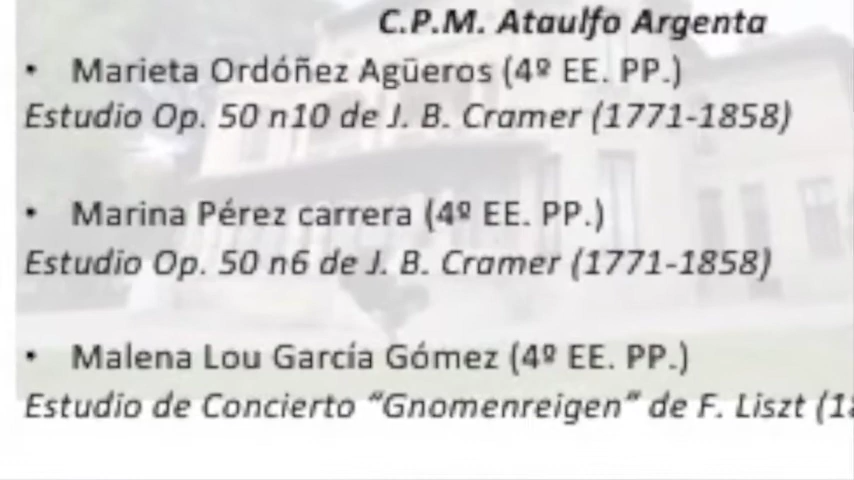 C.P.M. Ataulfo Argenta
• Marieta Ordóñez Agüeros (4º EE. PP.)
Estudio Op. 50 n10 de J. B. Cramer (1771-1858)
• Marina Pérez carrera (4º EE. PP.)
Estudio Op. 50 n6 de J. B. Cramer (1771-1858)
• Malena Lou García Gómez (4º EE. PP.)
Estudio de Concierto “Gnomenreigen” de F. Liszt (1